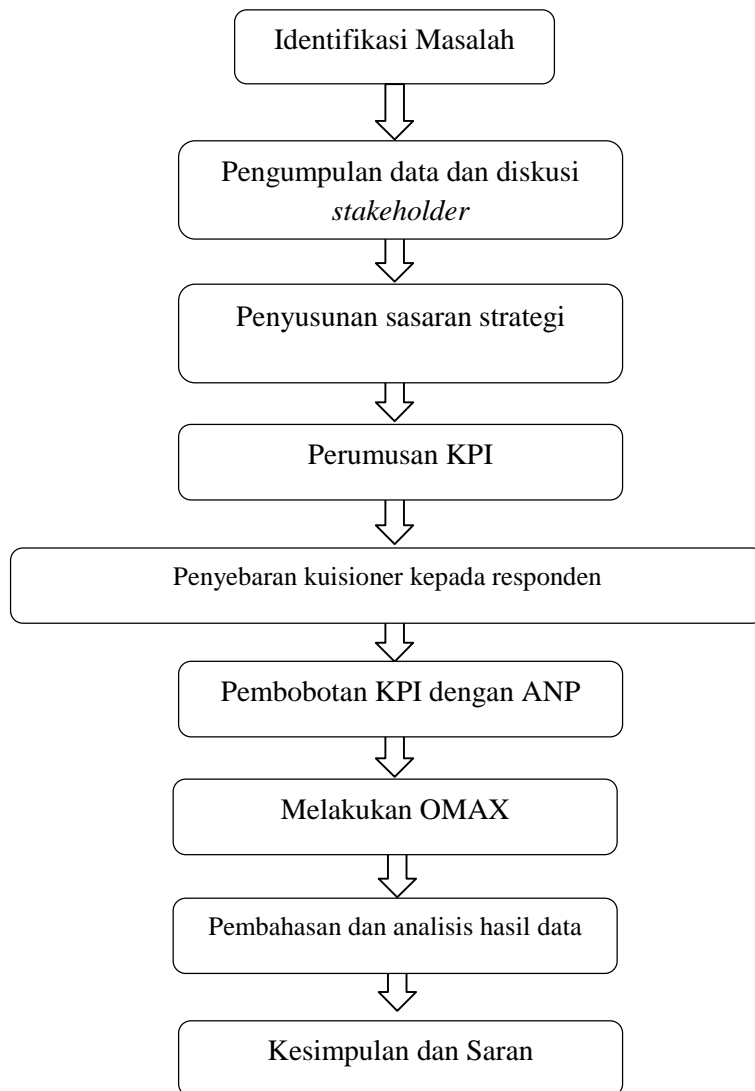 Identifikasi Masalah
Pengumpulan data dan diskusi
stakeholder
Penyusunan sasaran strategi
Perumusan KPI
Penyebaran kuisioner kepada responden
Pembobotan KPI dengan ANP
Melakukan OMAX
Pembahasan dan analisis hasil data
Kesimpulan dan Saran